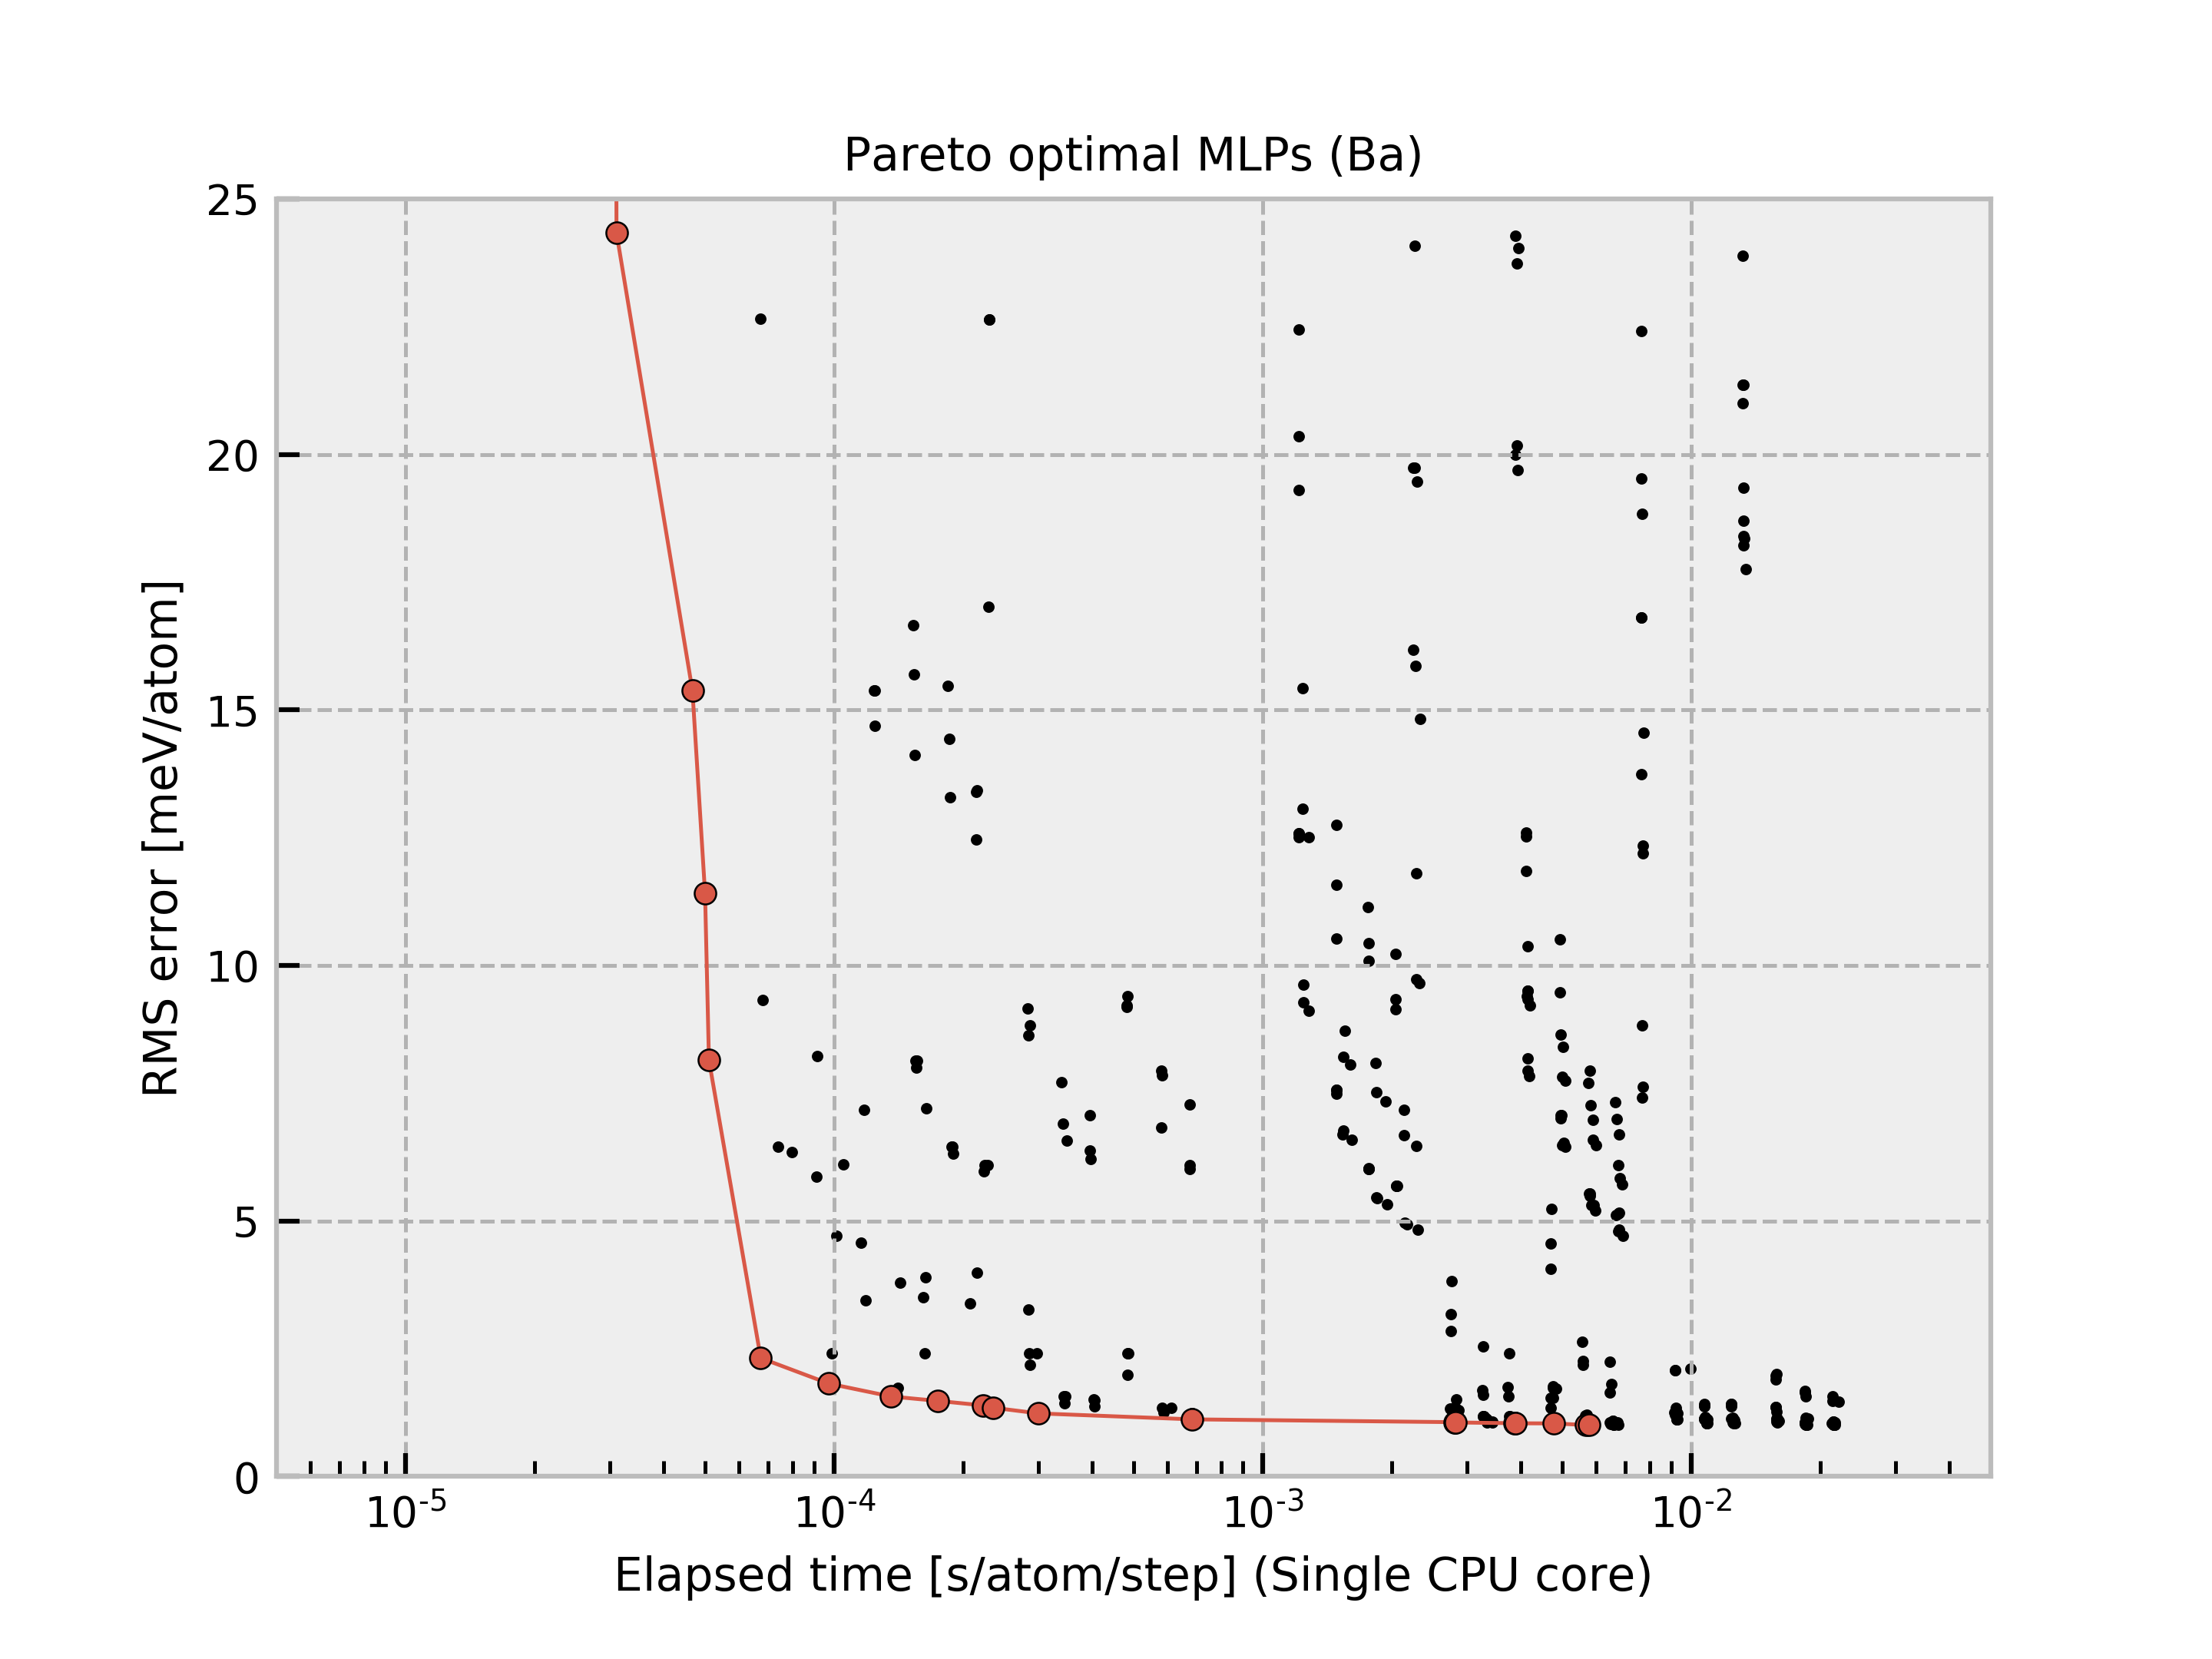 Pareto optimal MLPs (Ba)
25
20
15
10
5
0
RMS error [meV/atom]
10-5 10-4 10-3 10-2
Elapsed time [s/atom/step] (Single CPU core)